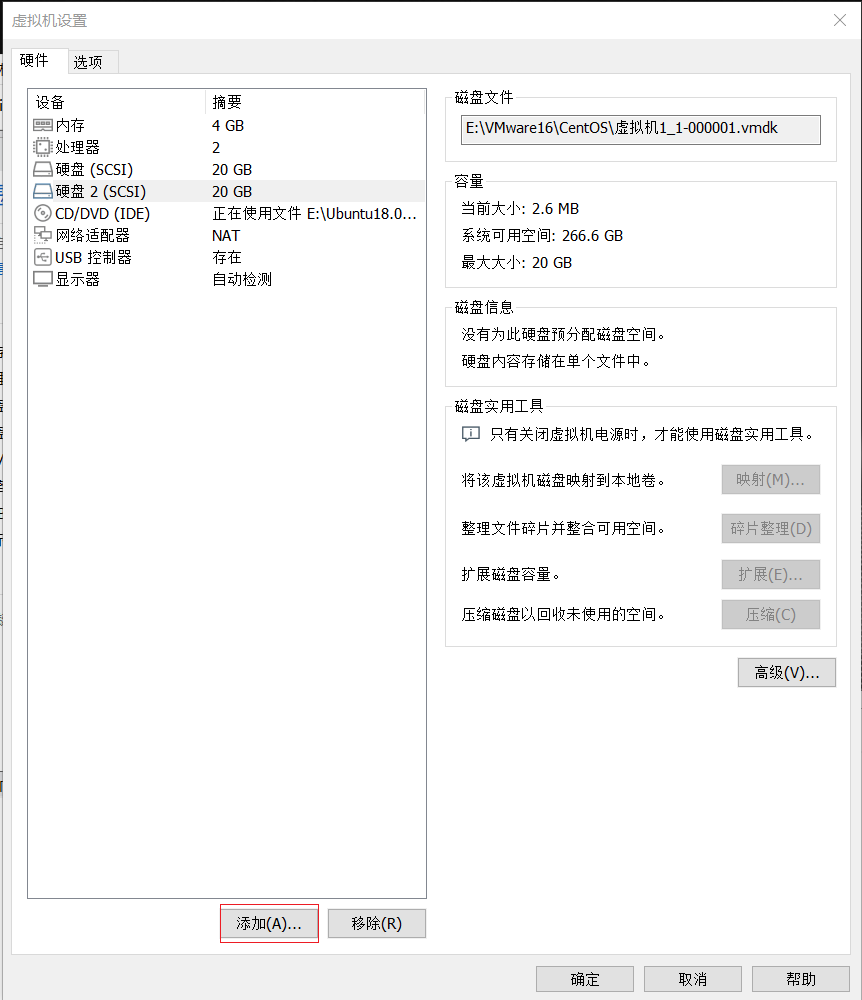 虚拟机设置
硬件 选项
设备 摘要
内存 4 GB
处理器 2
硬盘 (SCSI) 20 GB
硬盘 2 (SCSI) 20 GB
CD/DVD (IDE) 正在使用文件 E:\Ubuntu18.0...
网络适配器 NAT
USB 控制器 存在
显示器 自动检测
添加(A)... 移除(R)
磁盘文件
E:\VMware16\CentOS\虚拟机1_1-000001.vmdk
容量
当前大小: 2.6 MB
系统可用空间: 266.6 GB
最大大小: 20 GB
磁盘信息
没有为此硬盘预分配磁盘空间。
硬盘内容存储在单个文件中。
磁盘实用工具
只有关闭虚拟机电源时，才能使用磁盘实用工具。
将该虚拟机磁盘映射到本地卷。 映射(M)...
整理文件碎片并整合可用空间。 碎片整理(D)
扩展磁盘容量。 扩展(E)...
压缩磁盘以回收未使用的空间。 压缩(C)
高级(V)...
确定 取消 帮助